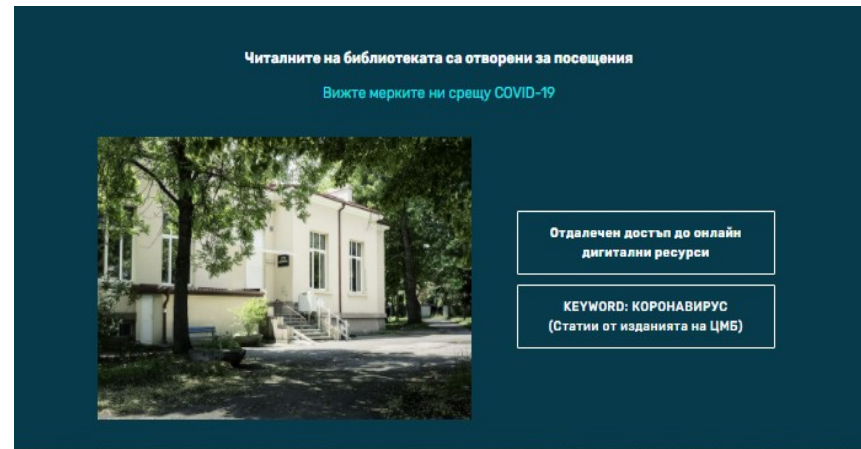 Читалните на библиотеката са отворени за посещения
Вижте мерките ни срещу COVID-19
Отдалечен достъп до онлайн
дигитални ресурси
KEYWORD: КОРОНАВИРУС
(Статии от изданията на ЦМБ)